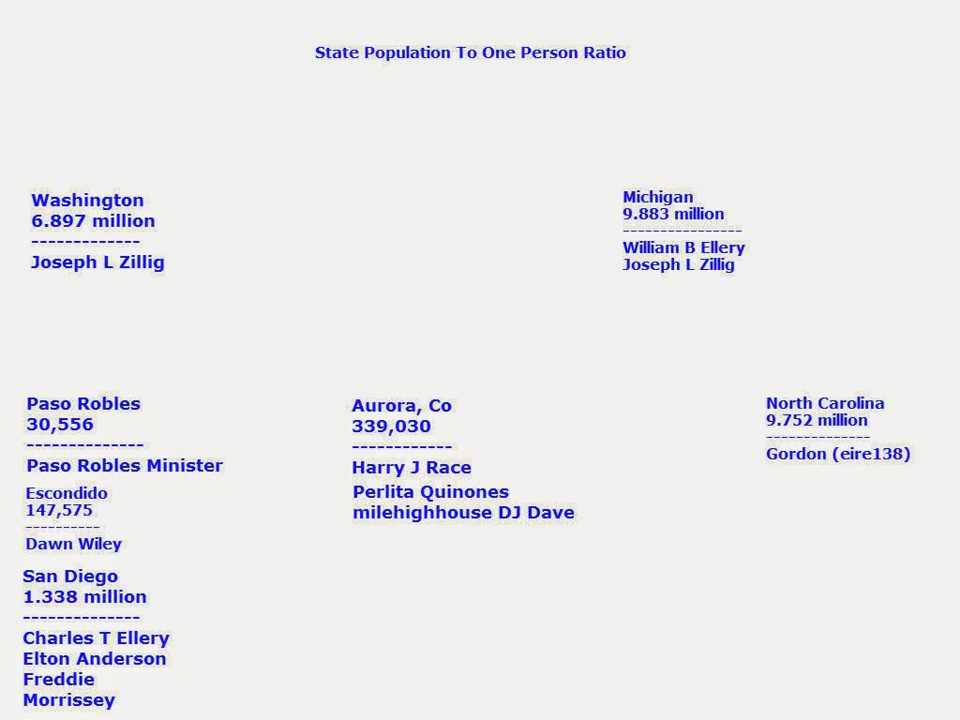 State Population To One Person Ratio
Washington
6.897 million
-------------
Joseph L Zillig
Michigan
9.883 million
----------------
William B Ellery
Joseph L Zillig
Paso Robles
30,556
--------------
Paso Robles Minister
Escondido
147,575
----------
Dawn Wiley
San Diego
1.338 million
--------------
Charles T Ellery
Elton Anderson
Freddie
Morrissey
Aurora, Co
339,030
------------
Harry J Race
Perlita Quinones
milehighhouse DJ Dave
North Carolina
9.752 million
--------------
Gordon (eire138)